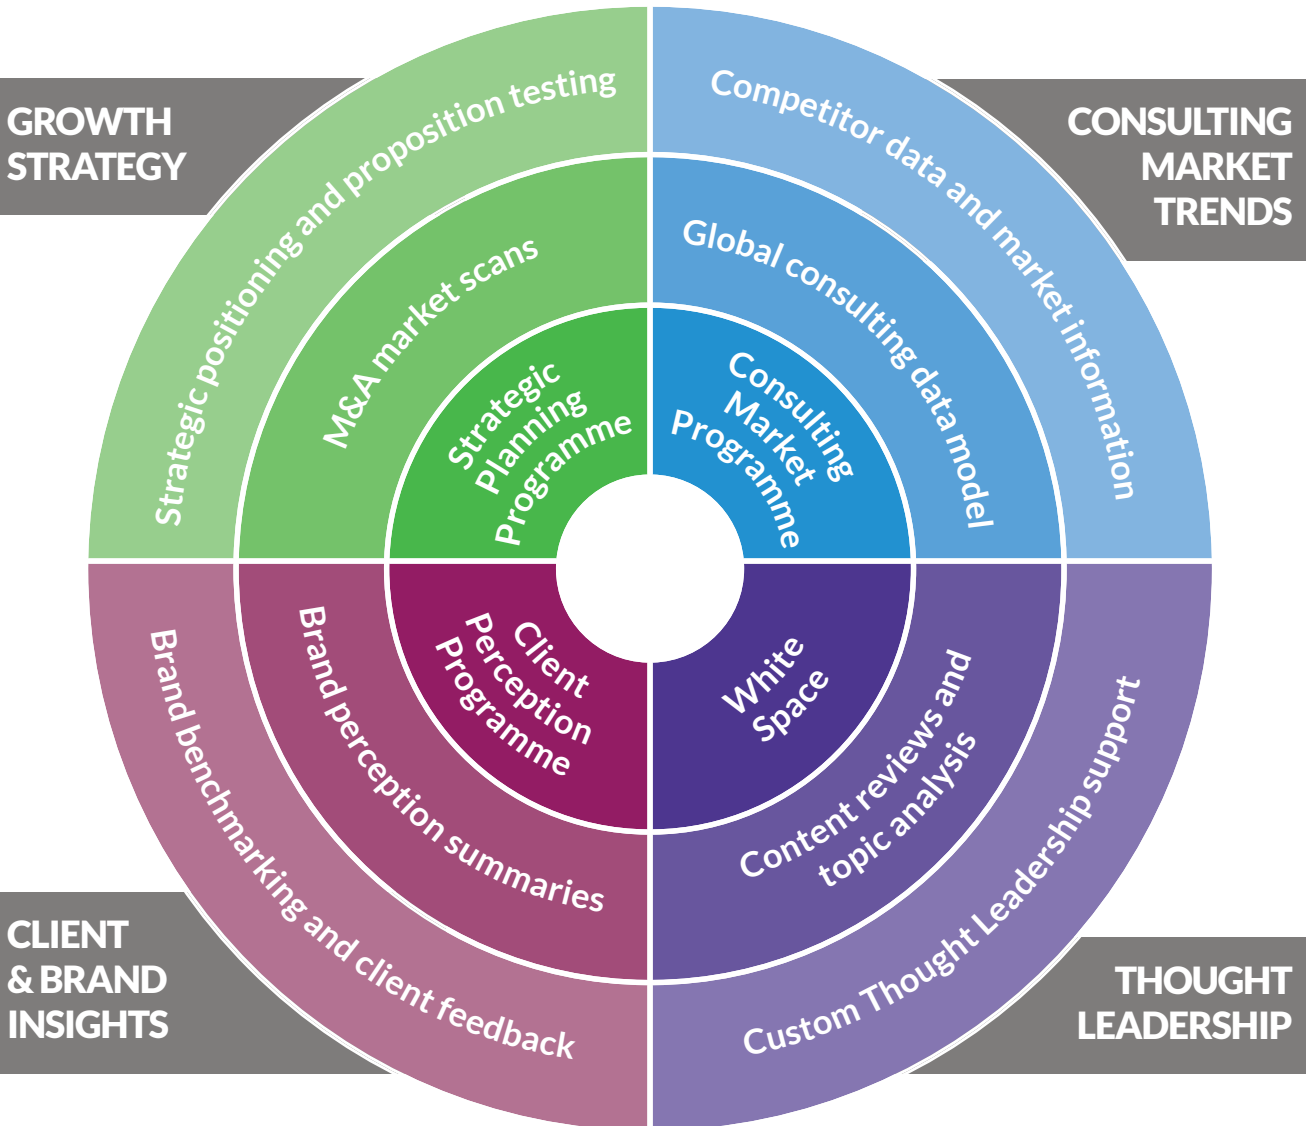 GROWTH
STRATEGY
Strategic positioning and proposition testing
M&A market scans
Strategic
Planning
Programme
CONSULTING
MARKET
TRENDS
Competitor data and market information
Global consulting data model
Consulting
Market
Programme
CLIENT
& BRAND
INSIGHTS
Client
Perception
Programme
Brand perception summaries
Brand benchmarking and client feedback
THOUGHT
LEADERSHIP
White
Space
Content reviews and
topic analysis
Custom Thought Leadership support